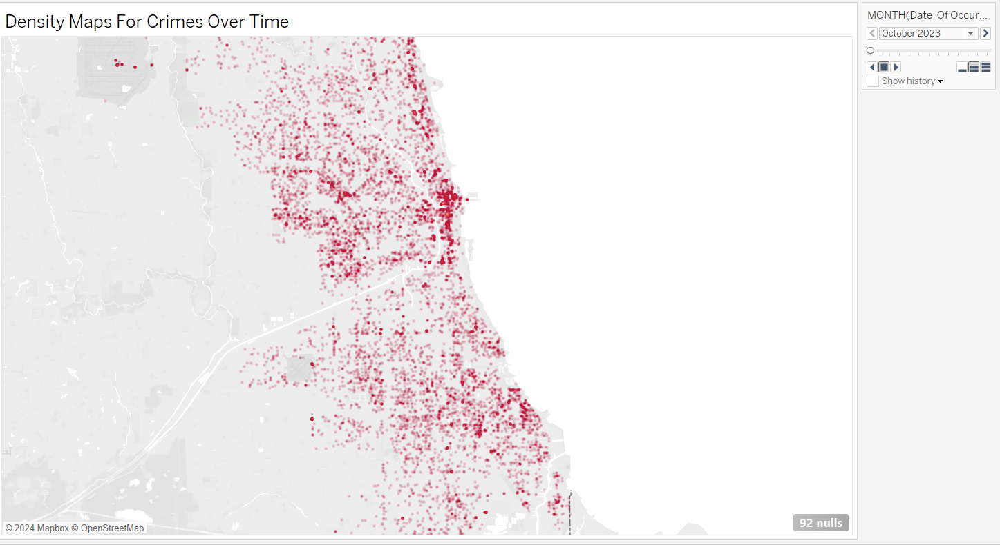 Density Maps For Crimes Over Time
MONTH(Date Of Occur...
October 2023
Show history
92 nulls
© 2024 Mapbox © OpenStreetMap